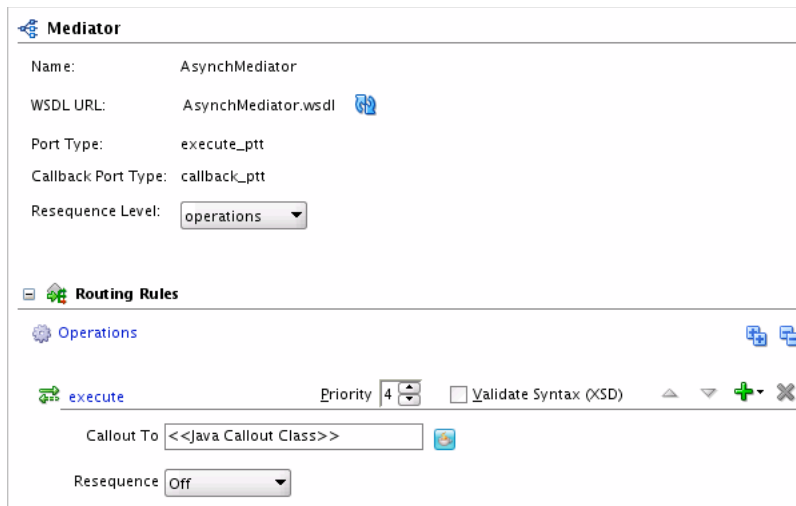 Mediator
Name: AsynchMediator
WSDL URL: AsynchMediator.wsdl
Port Type: execute_ptt
Callback Port Type: callback_ptt
Resequence Level: operations
Routing Rules
Operations
execute Priority 4 Validate Syntax (XSD)
Callout To <<Java Callout Class>>
Resequence Off